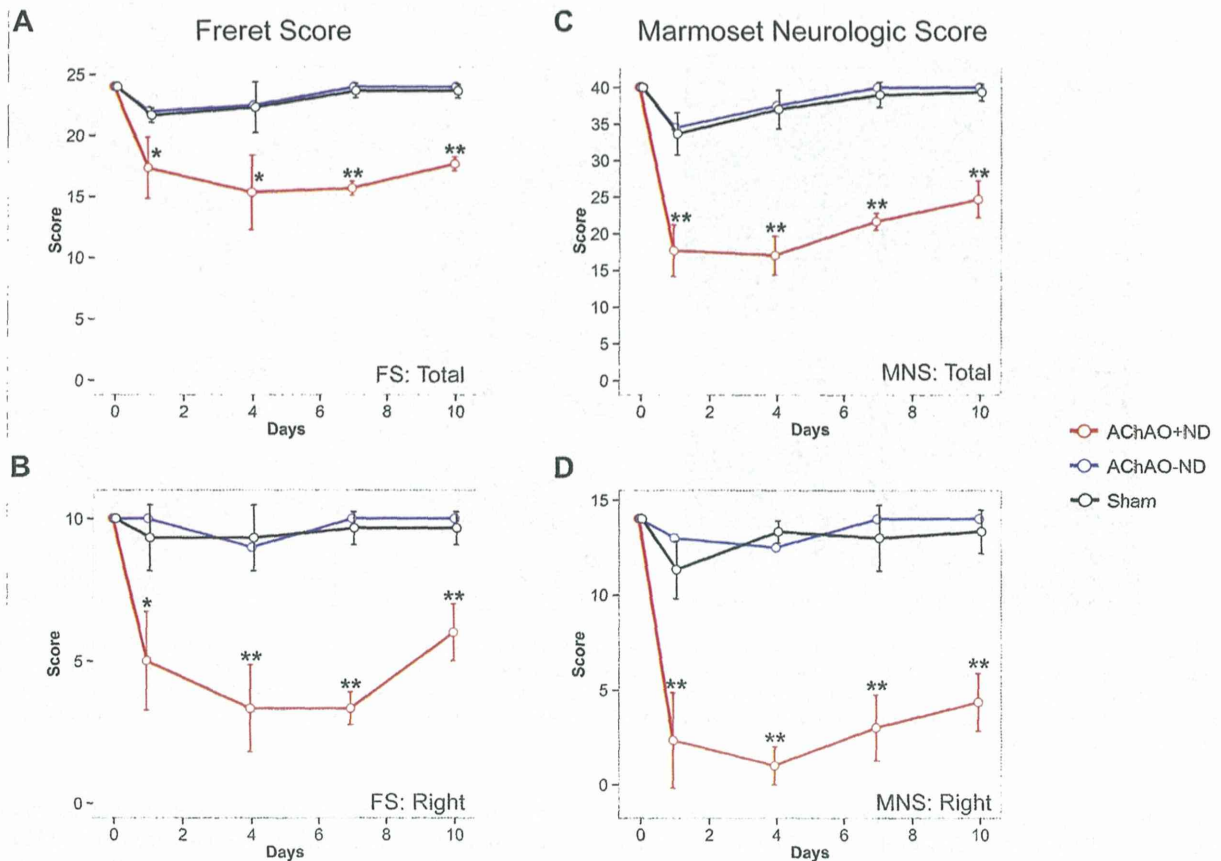 A
Freret Score
25
20
15
10
5
0
Score
*
*
**
**
FS: Total
0 2 4 6 8 10
Days
C
Marmoset Neurologic Score
40
35
30
25
20
15
10
5
0
Score
**
**
**
**
MNS: Total
0 2 4 6 8 10
Days
B
10
5
0
Score
*
**
**
**
FS: Right
0 2 4 6 8 10
Days
D
15
10
5
0
Score
**
**
**
**
MNS: Right
0 2 4 6 8 10
Days
AChAO+ND
AChAO-ND
Sham